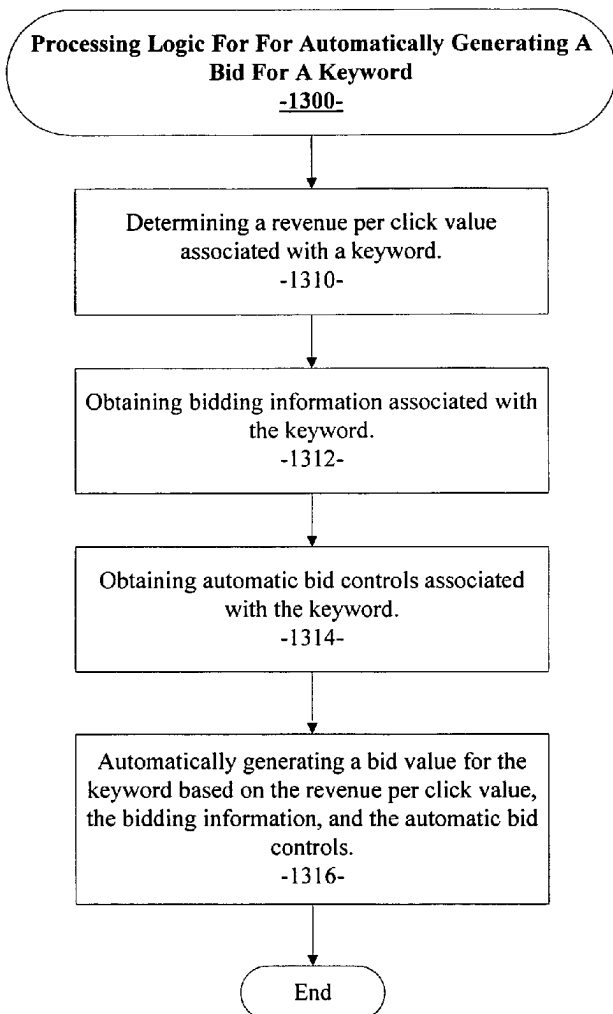 Processing Logic For For Automatically Generating A
Bid For A Keyword
-1300-
Determining a revenue per click value
associated with a keyword.
-1310-
Obtaining bidding information associated with
the keyword.
-1312-
Obtaining automatic bid controls associated
with the keyword.
-1314-
Automatically generating a bid value for the
keyword based on the revenue per click value,
the bidding information, and the automatic bid
controls.
-1316-
End